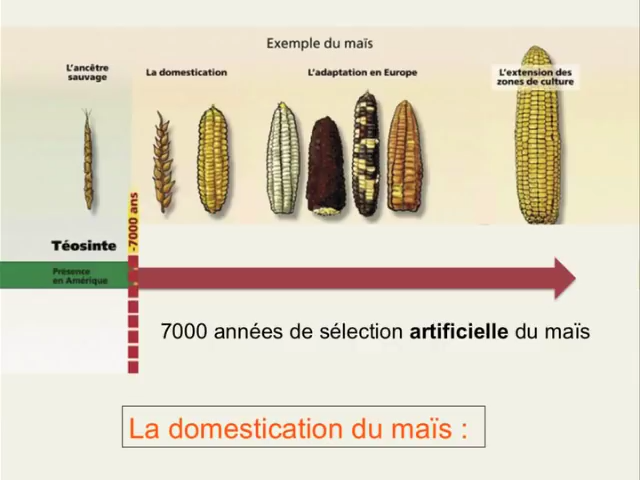 Exemple du maïs
L'ancêtre
sauvage
La domestication
L'adaptation en Europe
L'extension des
zones de culture
-7000 ans
Téosinte
Présence
en Amérique
7000 années de sélection artificielle du maïs
La domestication du maïs :